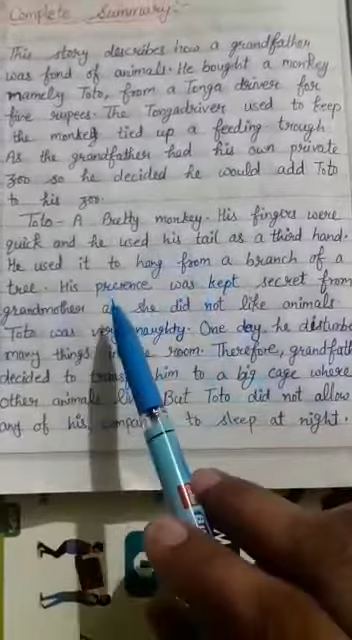 Complete Summary:-
This story describes how a grandfather
was fond of animals. He bought a monkey
namely Toto, from a Tonga driver for
five rupees. The Tongadriver used to keep
the monkey tied up a feeding trough
As the grandfather had his own private
zoo so he decided he would add Toto
to his zoo.
Toto - A Pretty monkey. His fingers were
quick and he used his tail as a third hand.
He used it to hang from a branch of a
tree. His presence was kept secret from
grandmother as she did not like animals
Toto was very naughty. One day he disturbe
many things in room. Therefore, grandfath
decided to him to a big cage where
other animals But Toto did not allow
any of his to sleep at night.